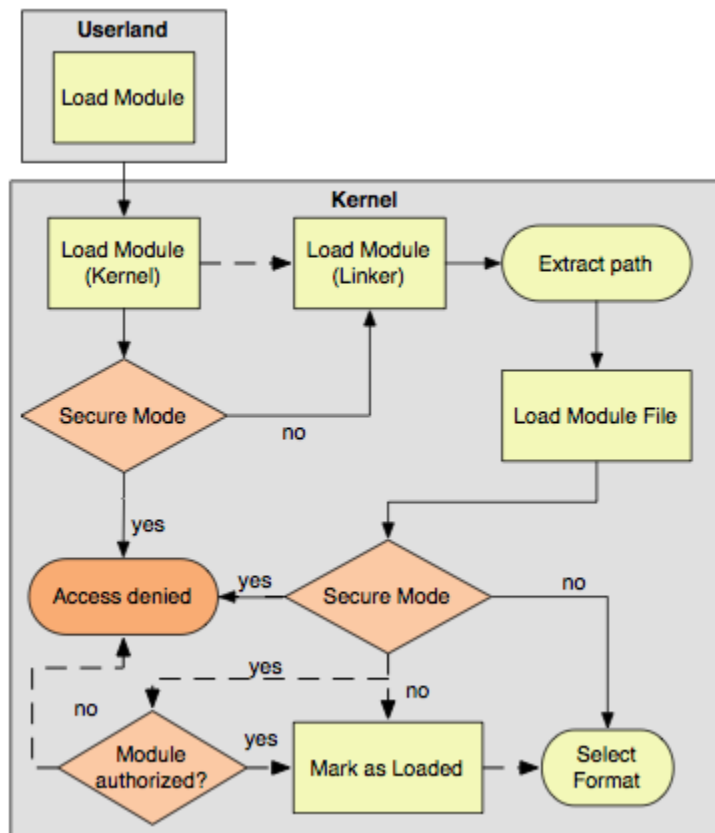 Userland
Load Module
Kernel
Load Module
(Kernel)
Load Module
(Linker)
Extract path
Secure Mode
no
Load Module File
yes
Access denied
yes
Secure Mode
no
yes
no
no
Module
authorized?
yes
Mark as Loaded
Select
Format